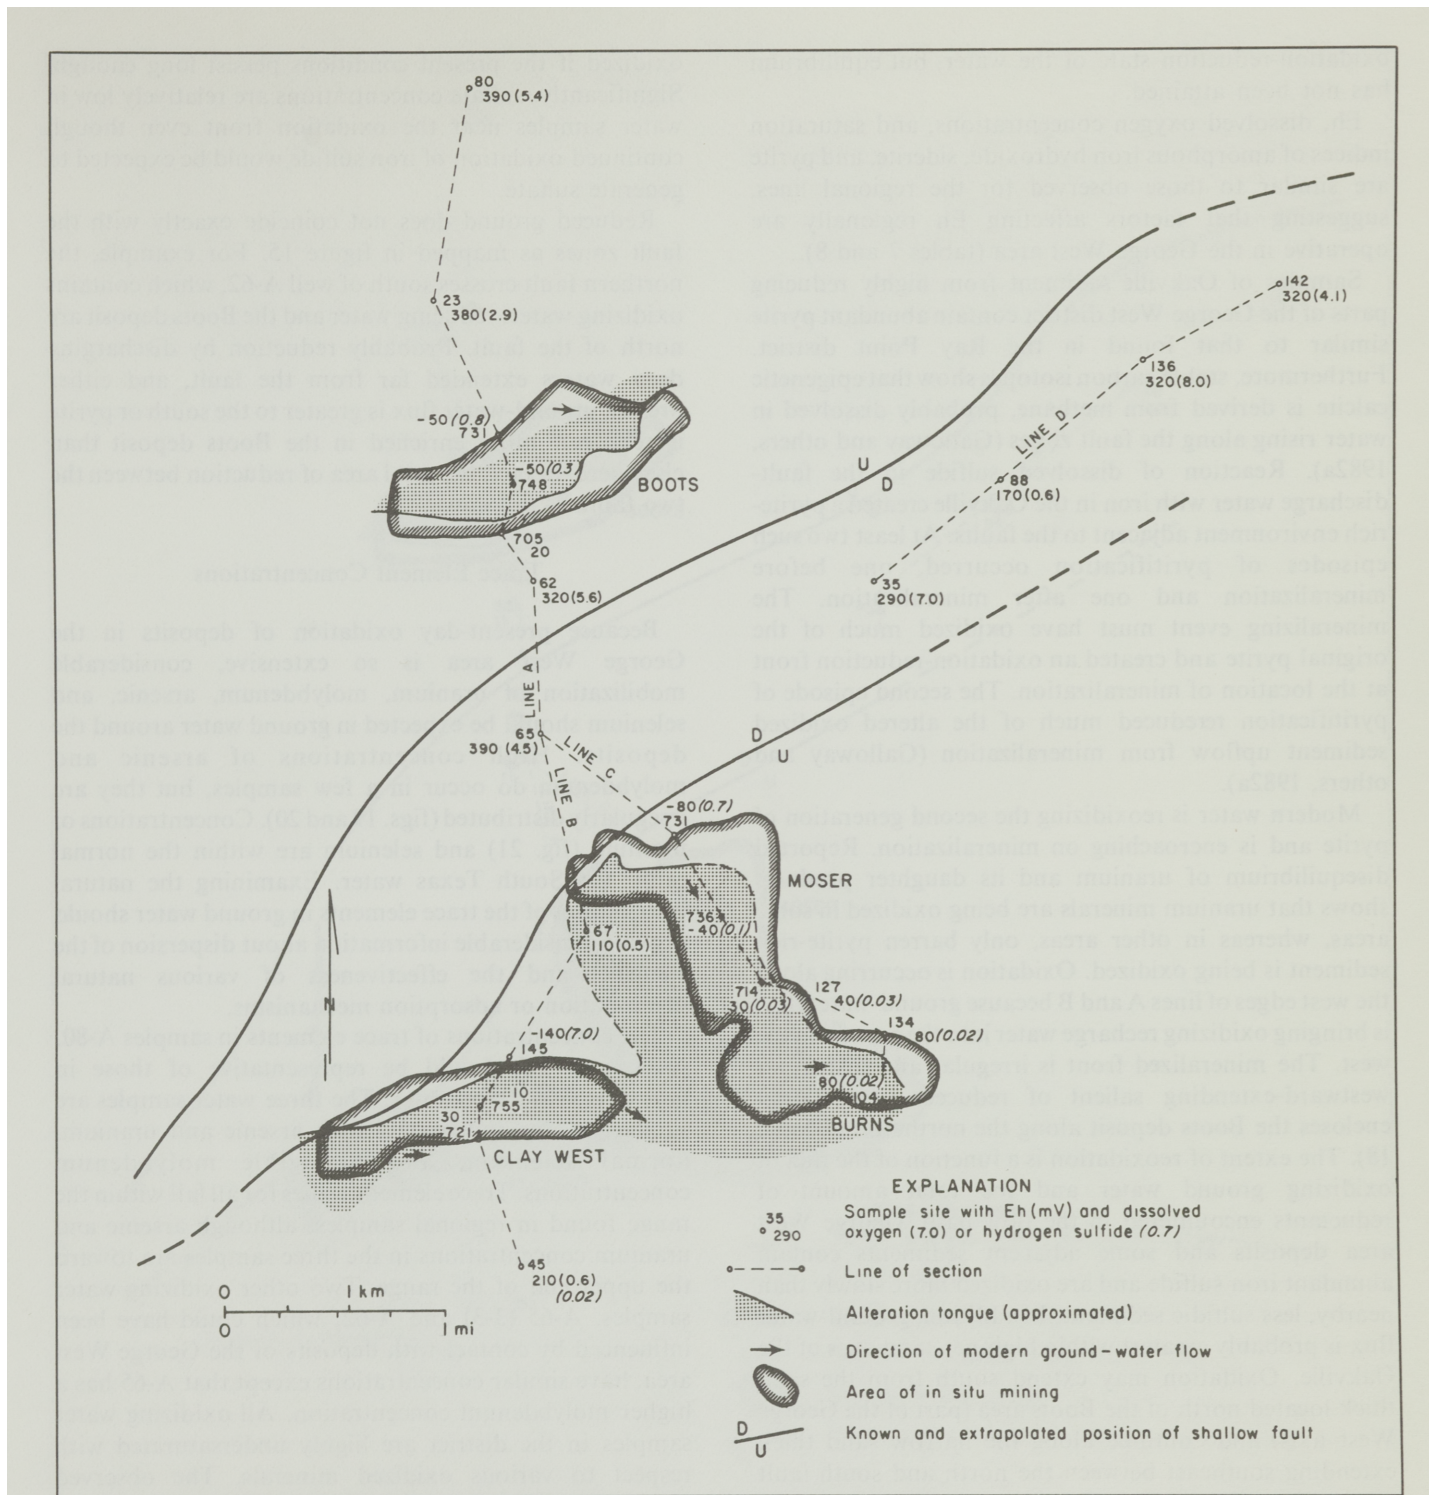 80
390 (5.4)
23
380 (2.9)
-50 (0.8)
731
-50(0.3)
748
BOOTS
705
20
62
320 (5.6)
U
D
142
320 (4.1)
136
320 (8.0)
LINE D
88
170 (0.6)
35
290 (7.0)
LINE A
65
390 (4.5)
LINE C
LINE B
D
U
-80(0.7)
731
MOSER
736
-40(0.1)
67
110(0.5)
714
30(0.03)
127
40(0.03)
134
80(0.02)
80(0.02)
104
BURNS
-140(7.0)
145
10
755
30
721
CLAY WEST
45
210 (0.6)
(0.02)
N
0 1 km
0 1 mi
EXPLANATION
35
290
Sample site with Eh (mV) and dissolved
oxygen (7.0) or hydrogen sulfide (0.7)
Line of section
Alteration tongue (approximated)
Direction of modern ground-water flow
Area of in situ mining
D
U
Known and extrapolated position of shallow fault